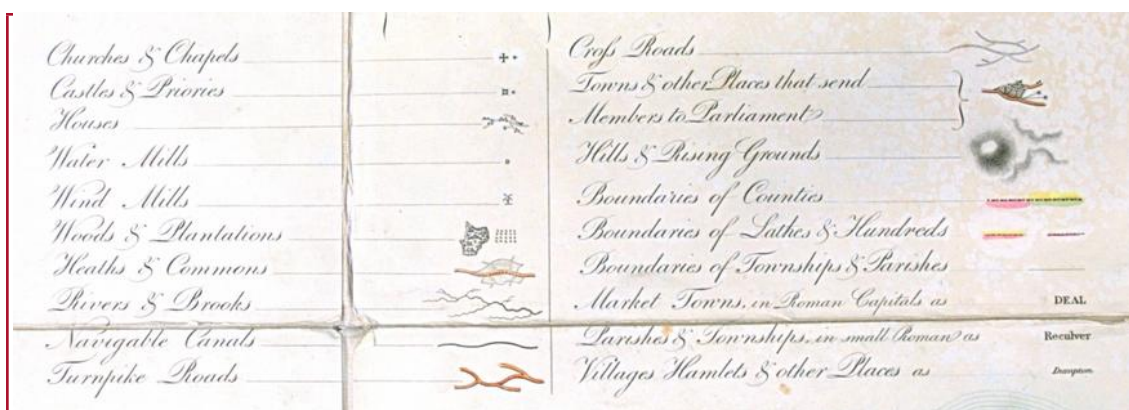 Churches & Chapels
Castles & Priories
Houses
Water Mills
Wind Mills
Woods & Plantations
Heaths & Commons
Rivers & Brooks
Navigable Canals
Turnpike Roads
Croſs Roads
Towns & other Places that send
Members to Parliament
Hills & Rising Grounds
Boundaries of Counties
Boundaries of Lathes & Hundreds
Boundaries of Townships & Parishes
Market Towns, in Roman Capitals as DEAL
Parishes & Townships, in small Roman as Reculver
Villages Hamlets & other Places as